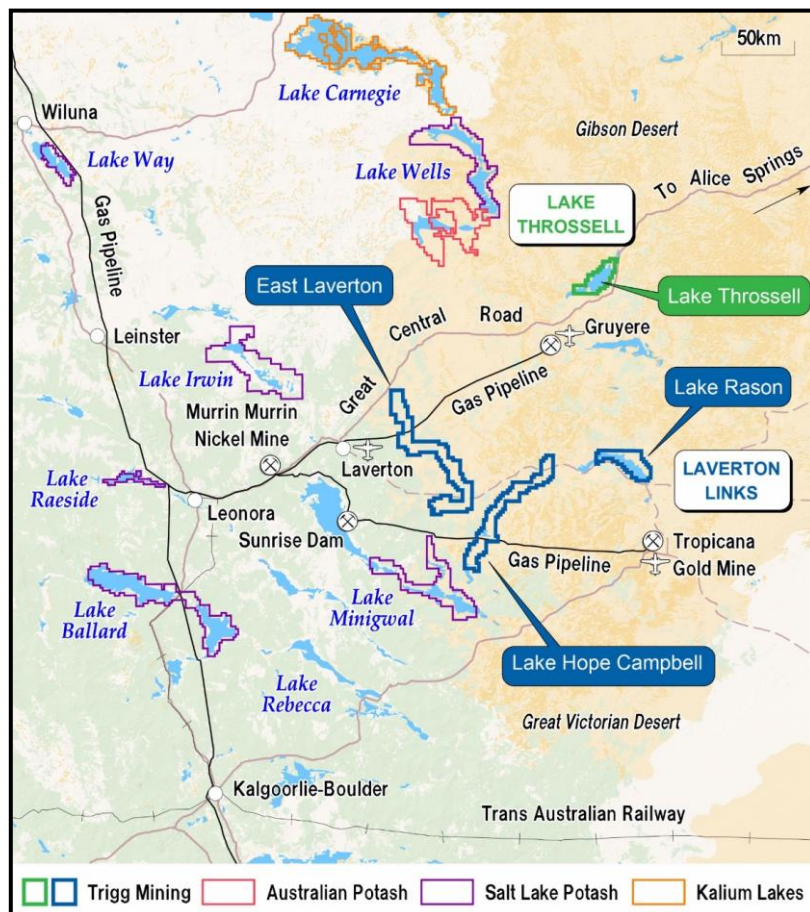 50km
Lake Carnegie
Wiluna
Gibson Desert
Lake Way
Lake Wells
To Alice Springs
Gas Pipeline
LAKE
THROSSELL
East Laverton
Lake Throssell
Great Central Road
Leinster
Gruyere
Lake Irwin
Gas Pipeline
Lake Rason
Murrin Murrin
Nickel Mine
Laverton
LAVERTON
LINKS
Lake
Raeside
Leonora
Sunrise Dam
Tropicana
Gold Mine
Gas Pipeline
Lake
Minigwal
Lake
Ballard
Lake Hope Campbell
Lake
Rebecca
Great Victorian Desert
Kalgoorlie-Boulder
Trans Australian Railway
Trigg Mining
Australian Potash
Salt Lake Potash
Kalium Lakes